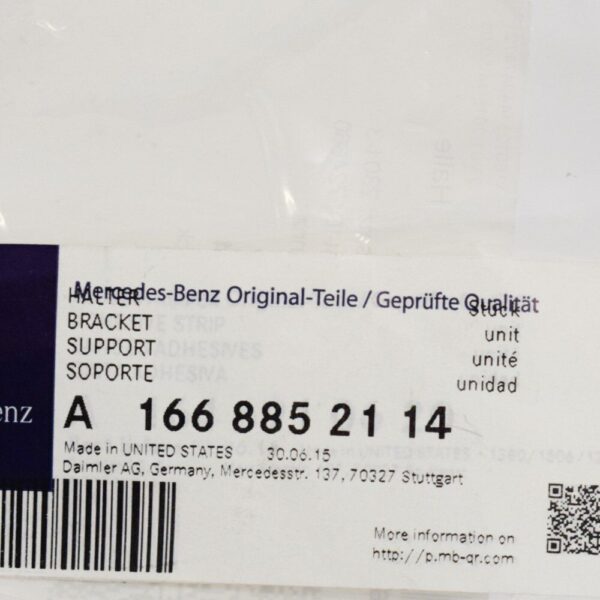 Mercedes-Benz Original-Teile / Geprüfte Qualität
HALTER Stück
BRACKET unit
SUPPORT unité
SOPORTE unidad
enz
A 166 885 21 14
Made in UNITED STATES 30.06.15
Daimler AG, Germany, Mercedesstr. 137, 70327 Stuttgart
More information on
http://p.mb-qr.com